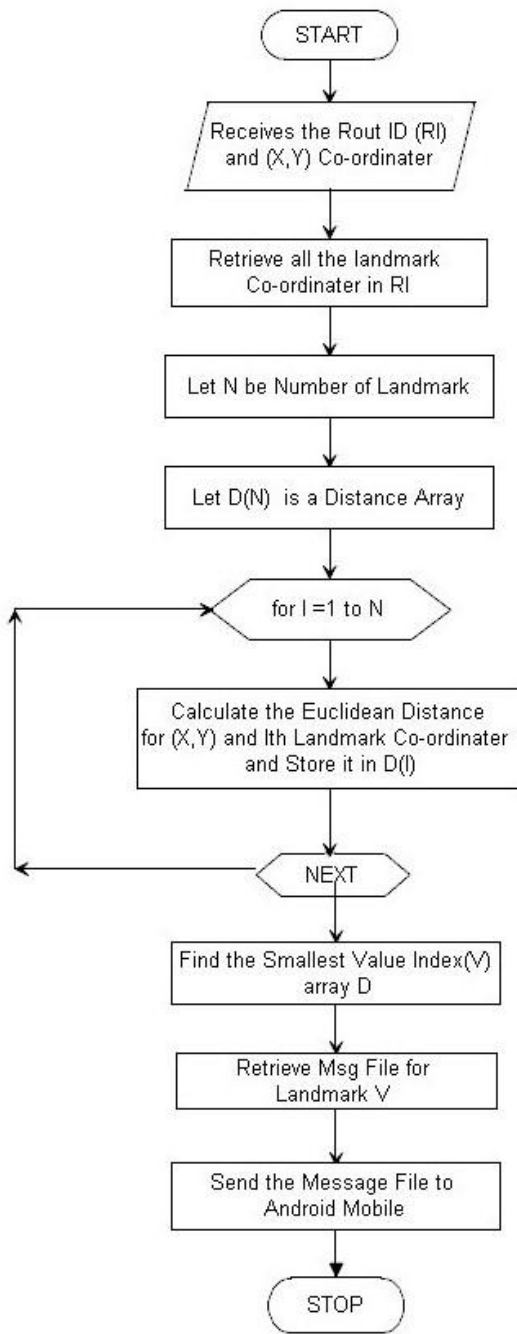 START
Receives the Rout ID (RI)
and (X,Y) Co-ordinater
Retrieve all the landmark
Co-ordinater in RI
Let N be Number of Landmark
Let D(N) is a Distance Array
for I =1 to N
Calculate the Euclidean Distance
for (X,Y) and Ith Landmark Co-ordinater
and Store it in D(I)
NEXT
Find the Smallest Value Index(V)
array D
Retrieve Msg File for
Landmark V
Send the Message File to
Android Mobile
STOP